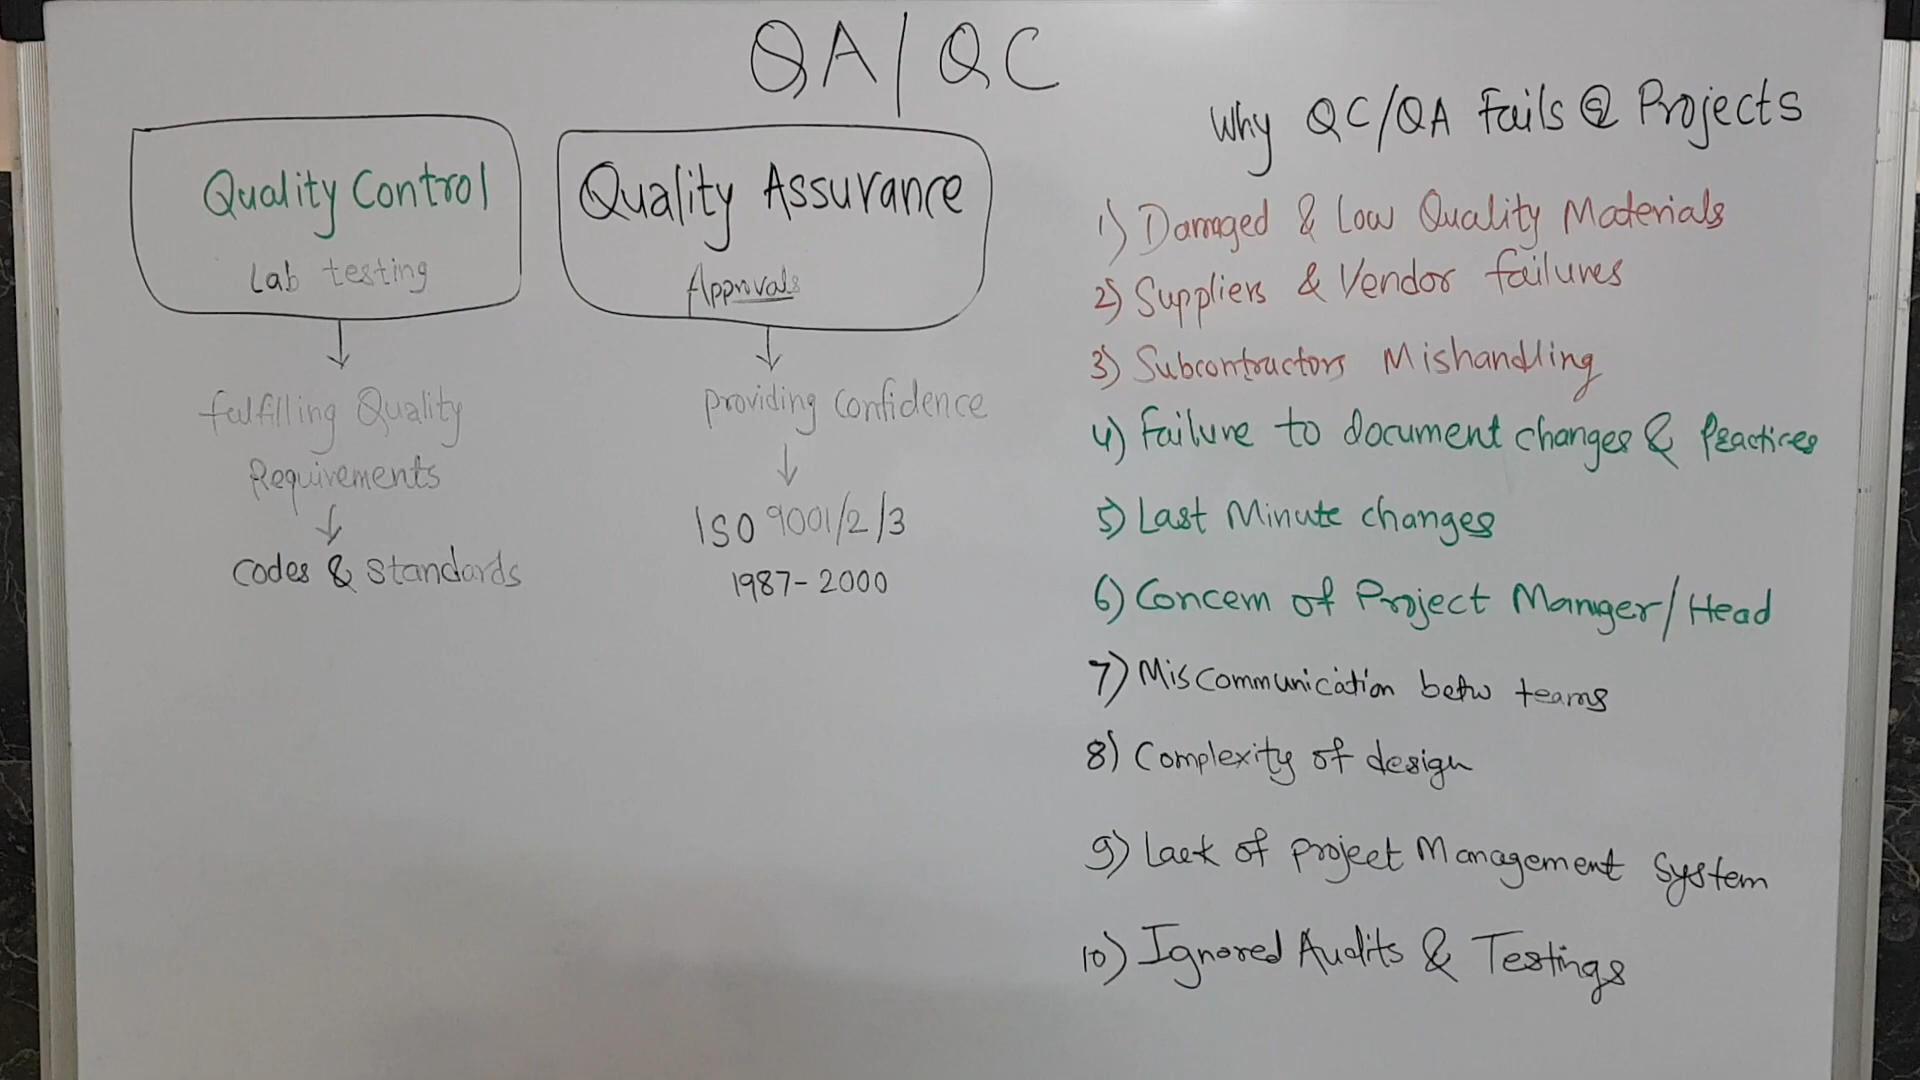 QA/QC
Quality Control
Lab testing
fulfilling Quality
Requirements
codes & standards
Quality Assurance
Approvals
providing Confidence
ISO 9001/2/3
1987-2000
Why QC/QA Fails @ Projects
1) Damaged & Low Quality Materials
2) Suppliers & Vendor failures
3) Subcontractors Mishandling
4) Failure to document changes & Practices
5) Last Minute changes
6) Concern of Project Manager/Head
7) Miscommunication betw teams
8) Complexity of design
9) Lack of project Management System
10) Ignored Audits & Testings